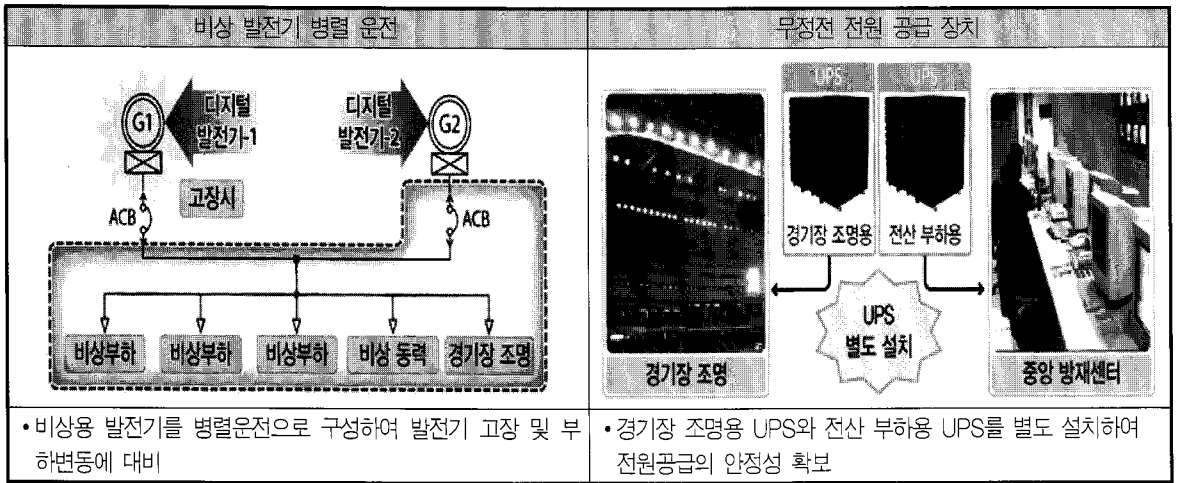 비상 발전기 병렬 운전
무정전 전원 공급 장치
G1
디지털
발전기-1
디지털
발전기-2
G2
고장시
ACB
ACB
비상부하
비상부하
비상부하
비상 동력
경기장 조명
UPS
UPS
경기장 조명용
전산 부하용
UPS
별도 설치
경기장 조명
중앙 방재센터
• 비상용 발전기를 병렬운전으로 구성하여 발전기 고장 및 부
하변동에 대비
• 경기장 조명용 UPS와 전산 부하용 UPS를 별도 설치하여
전원공급의 안정성 확보